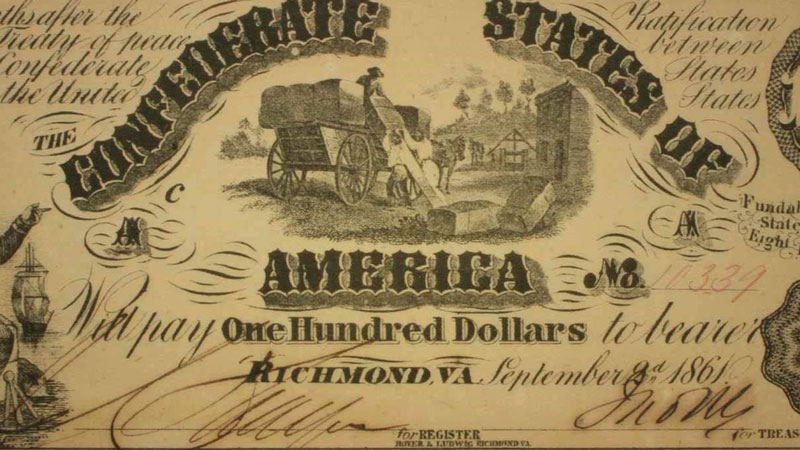 ths after the
Treaty of peace
Confederate
the United
Ratification
between
States
States
THE
CONFEDERATE STATES OF
C
A
A
Fundab
State
Eight
AMERICA
No. 10339
Will pay One Hundred Dollars to bearer
RICHMOND, VA. September 2d 1861.
for REGISTER
for TREAS
HOYER & LUDWIG RICHMOND VA.